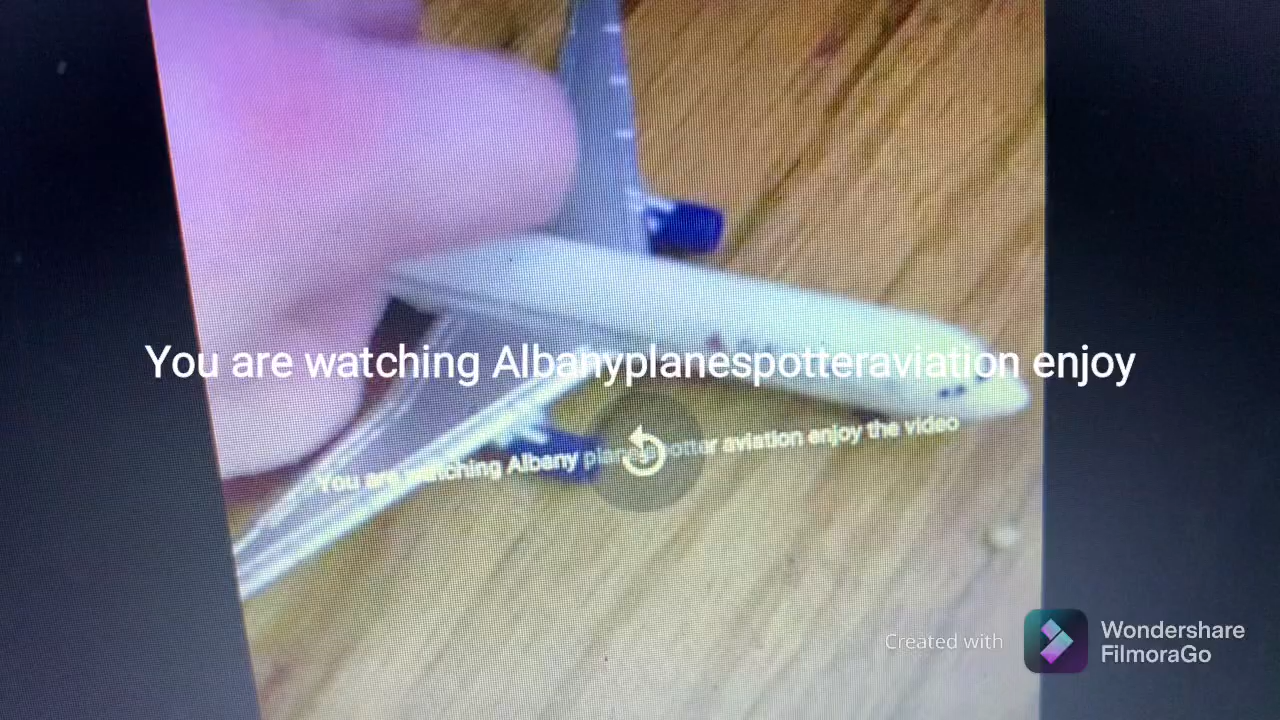 You are watching Albanyplanespotteraviation enjoy
You are watching Albany planespotter aviation enjoy the video
Created with
Wondershare
FilmoraGo